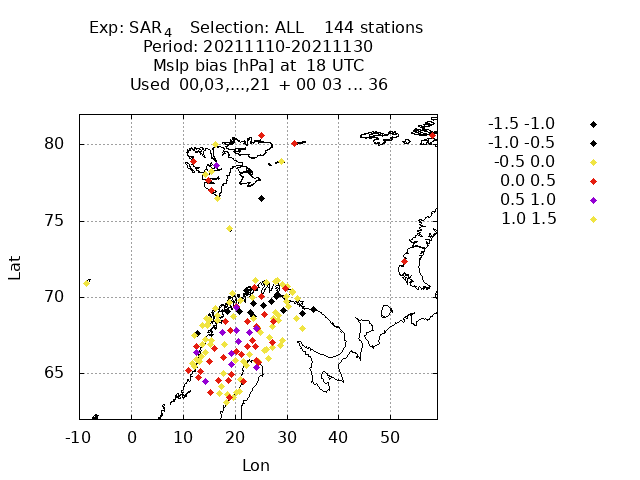 Exp: SAR4 Selection: ALL 144 stations
Period: 20211110-20211130
Mslp bias [hPa] at 18 UTC
Used 00,03,...,21 + 00 03 ... 36
-1.5 -1.0
-1.0 -0.5
-0.5 0.0
0.0 0.5
0.5 1.0
1.0 1.5
80
75
70
65
Lat
-10 0 10 20 30 40 50
Lon